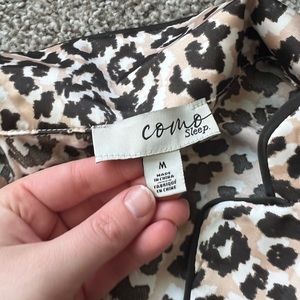 como
Sleep.
M
MADE
IN CHINA
FABRIQUÉ
EN CHINE